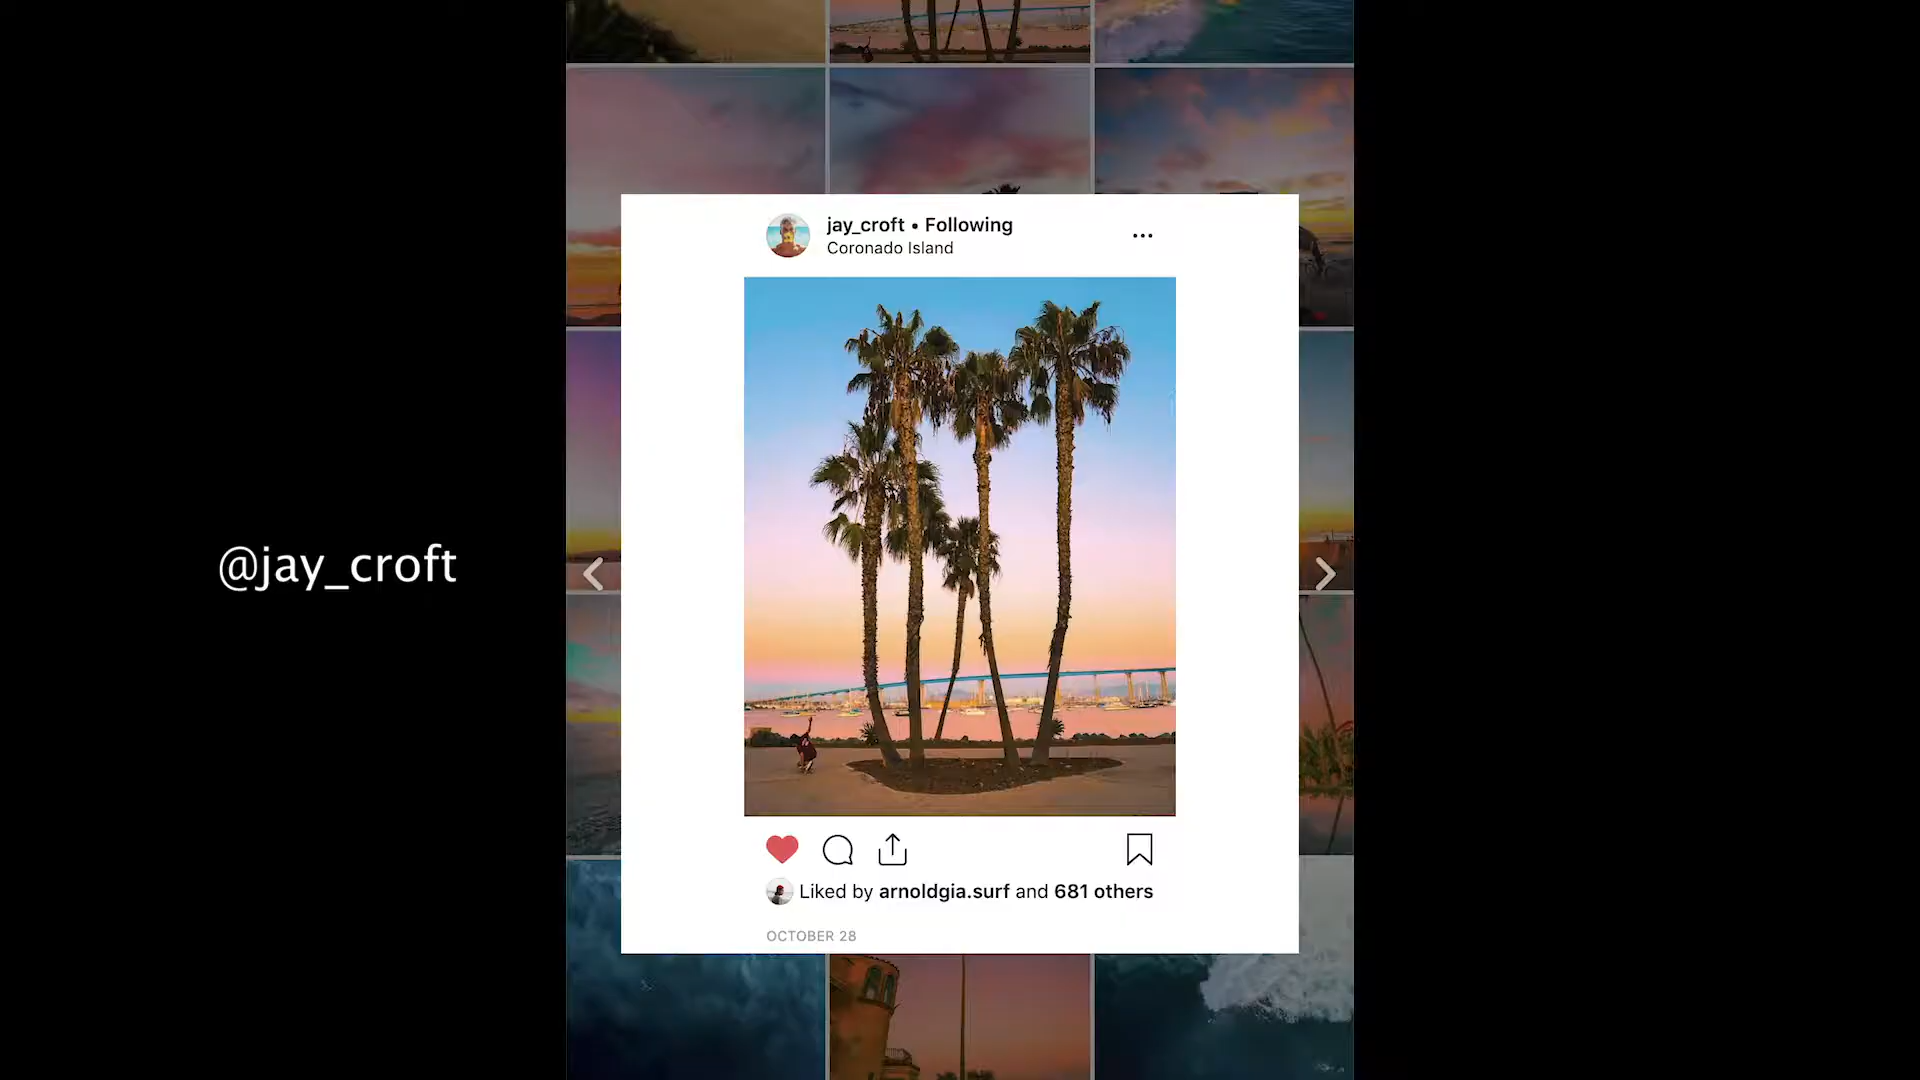 @jay_croft
jay_croft • Following
Coronado Island
Liked by arnoldgia.surf and 681 others
OCTOBER 28